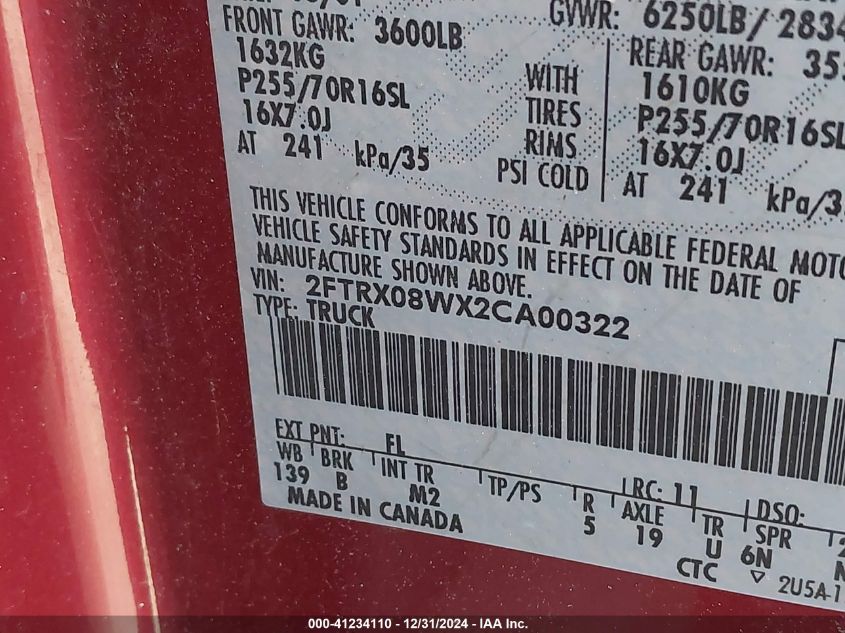 GVWR: 6250LB/ 2834
FRONT GAWR: 3600LB
REAR GAWR:
1632KG WITH 1610KG
P255/70R16SL TIRES P255/70R16SL
16X7.0J RIMS 16X7.0J
AT 241 kPa/35 PSI COLD AT 241 kPa/3
THIS VEHICLE CONFORMS TO ALL APPLICABLE FEDERAL
VEHICLE SAFETY STANDARDS IN EFFECT ON THE DATE OF
MANUFACTURE SHOWN ABOVE.
VIN: 2FTRX08WX2CA00322
TYPE: TRUCK
EXT PNT: FL RC: 11 DSO:
WB BRK INT TR TP/PS R AXLE TR SPR
139 B M2 5 19 U 6N
MADE IN CANADA CTC ▽ 2U5A-1
000-41234110 - 12/31/2024 - IAA Inc.